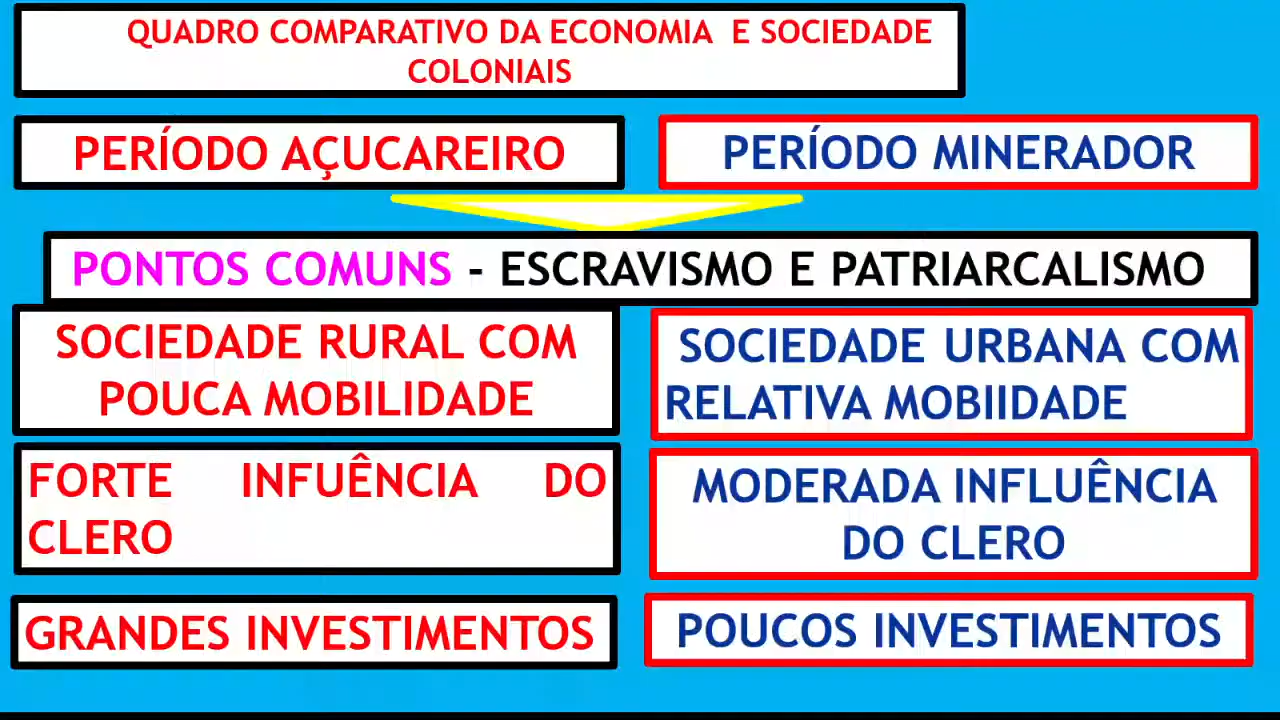 QUADRO COMPARATIVO DA ECONOMIA E SOCIEDADE
COLONIAIS
PERÍODO AÇUCAREIRO
PERÍODO MINERADOR
PONTOS COMUNS - ESCRAVISMO E PATRIARCALISMO
SOCIEDADE RURAL COM
POUCA MOBILIDADE
SOCIEDADE URBANA COM
RELATIVA MOBIIDADE
FORTE INFUÊNCIA DO
CLERO
MODERADA INFLUÊNCIA
DO CLERO
GRANDES INVESTIMENTOS
POUCOS INVESTIMENTOS